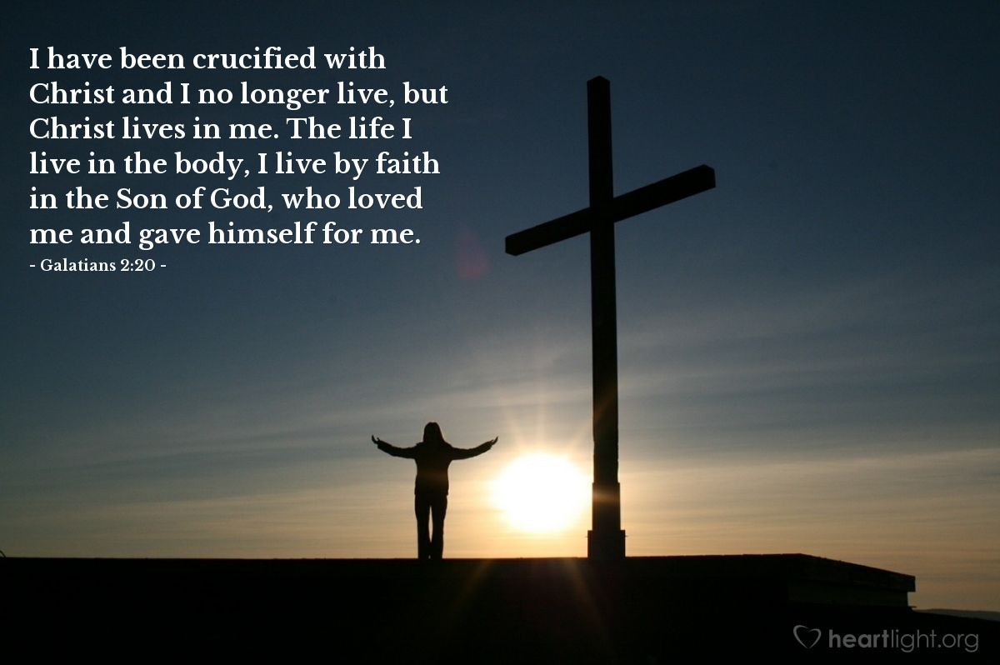 I have been crucified with
Christ and I no longer live, but
Christ lives in me. The life I
live in the body, I live by faith
in the Son of God, who loved
me and gave himself for me.
- Galatians 2:20 -
heartlight.org